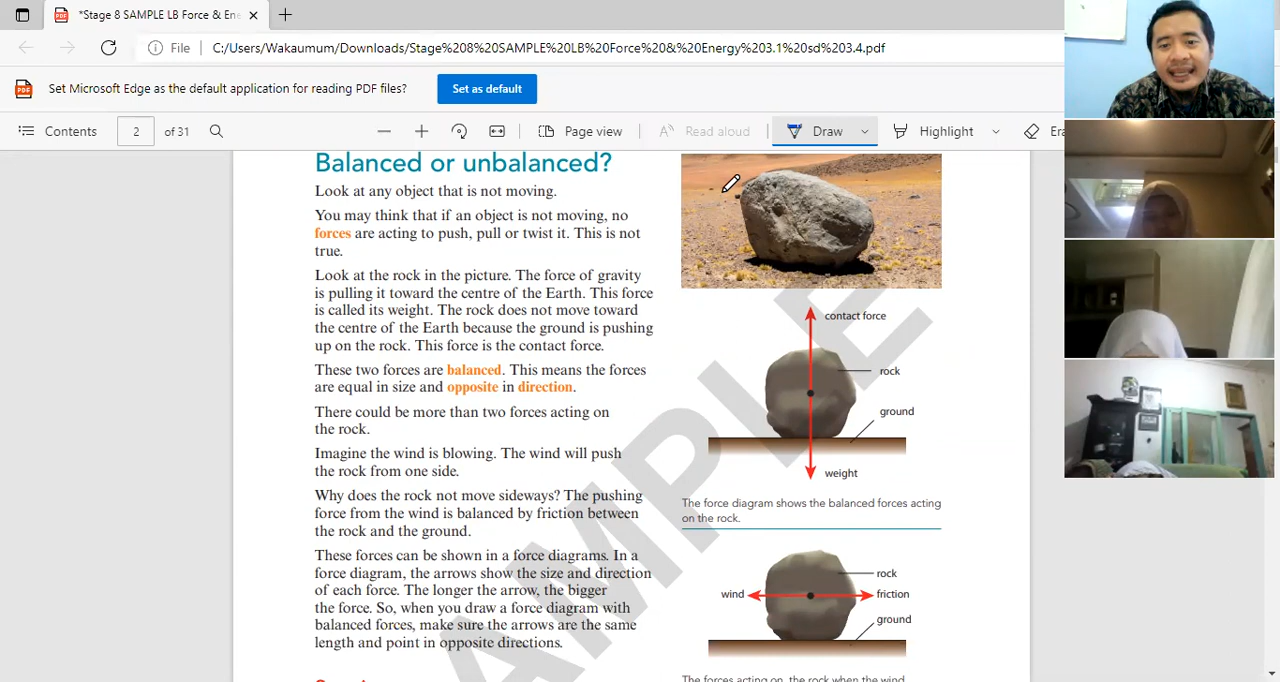 *Stage 8 SAMPLE LB Force & Ene
File
C:/Users/Wakaumum/Downloads/Stage%208%20SAMPLE%20LB%20Force%20&%20Energy%203.1%20sd%203.4.pdf
Set Microsoft Edge as the default application for reading PDF files?
Set as default
Contents
2
of 31
Page view
Read aloud
Draw
Highlight
Era
Balanced or unbalanced?
Look at any object that is not moving.
You may think that if an object is not moving, no
forces are acting to push, pull or twist it. This is not
true.
Look at the rock in the picture. The force of gravity
is pulling it toward the centre of the Earth. This force
is called its weight. The rock does not move toward
the centre of the Earth because the ground is pushing
up on the rock. This force is the contact force.
These two forces are balanced. This means the forces
are equal in size and opposite in direction.
There could be more than two forces acting on
the rock.
Imagine the wind is blowing. The wind will push
the rock from one side.
Why does the rock not move sideways? The pushing
force from the wind is balanced by friction between
the rock and the ground.
These forces can be shown in a force diagrams. In a
force diagram, the arrows show the size and direction
of each force. The longer the arrow, the bigger
the force. So, when you draw a force diagram with
balanced forces, make sure the arrows are the same
length and point in opposite directions.
contact force
rock
ground
weight
The force diagram shows the balanced forces acting
on the rock.
rock
wind
friction
ground
The forces acting on the rock when the wind
SAMPLE